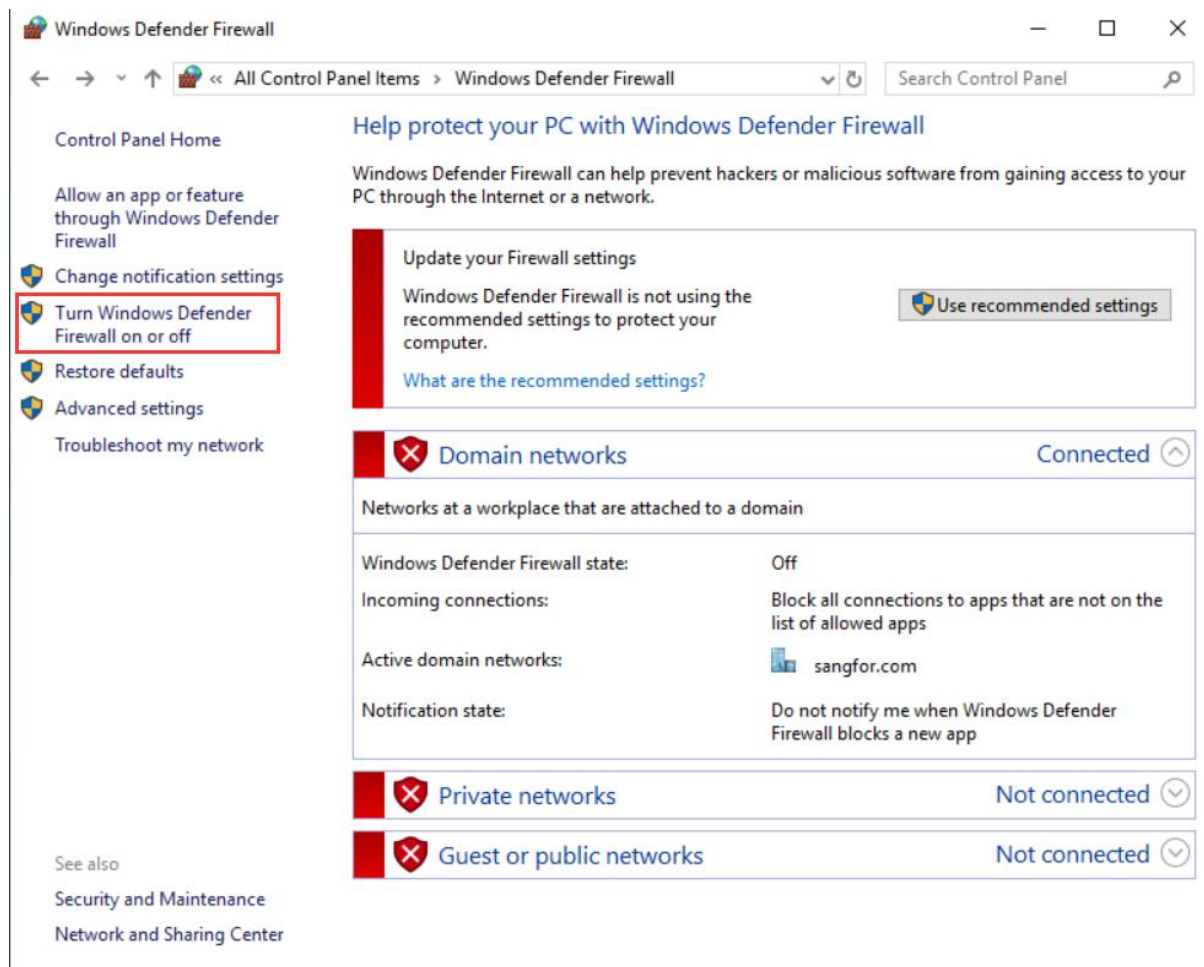 Windows Defender Firewall
« All Control Panel Items > Windows Defender Firewall
Search Control Panel
Control Panel Home
Allow an app or feature
through Windows Defender
Firewall
Change notification settings
Turn Windows Defender
Firewall on or off
Restore defaults
Advanced settings
Troubleshoot my network
See also
Security and Maintenance
Network and Sharing Center
Help protect your PC with Windows Defender Firewall
Windows Defender Firewall can help prevent hackers or malicious software from gaining access to your
PC through the Internet or a network.
Update your Firewall settings
Windows Defender Firewall is not using the
recommended settings to protect your
computer.
What are the recommended settings?
Use recommended settings
Domain networks
Connected
Networks at a workplace that are attached to a domain
Windows Defender Firewall state:
Off
Incoming connections:
Block all connections to apps that are not on the
list of allowed apps
Active domain networks:
sangfor.com
Notification state:
Do not notify me when Windows Defender
Firewall blocks a new app
Private networks
Not connected
Guest or public networks
Not connected